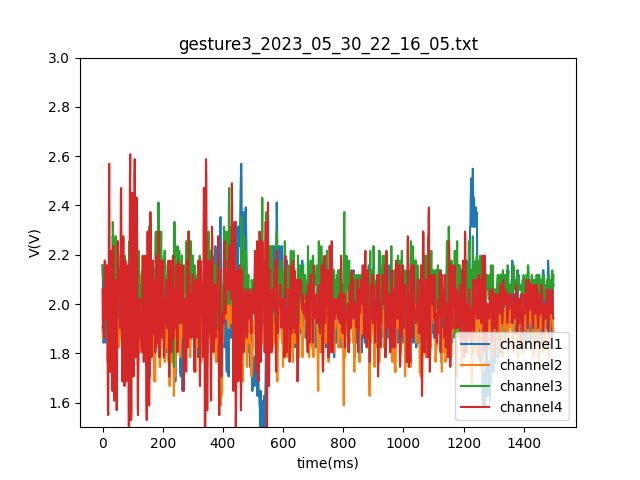 gesture3_2023_05_30_22_16_05.txt
3.0
2.8
2.6
2.4
2.2
2.0
1.8
1.6
V(V)
channel1
channel2
channel3
channel4
0 200 400 600 800 1000 1200 1400
time(ms)